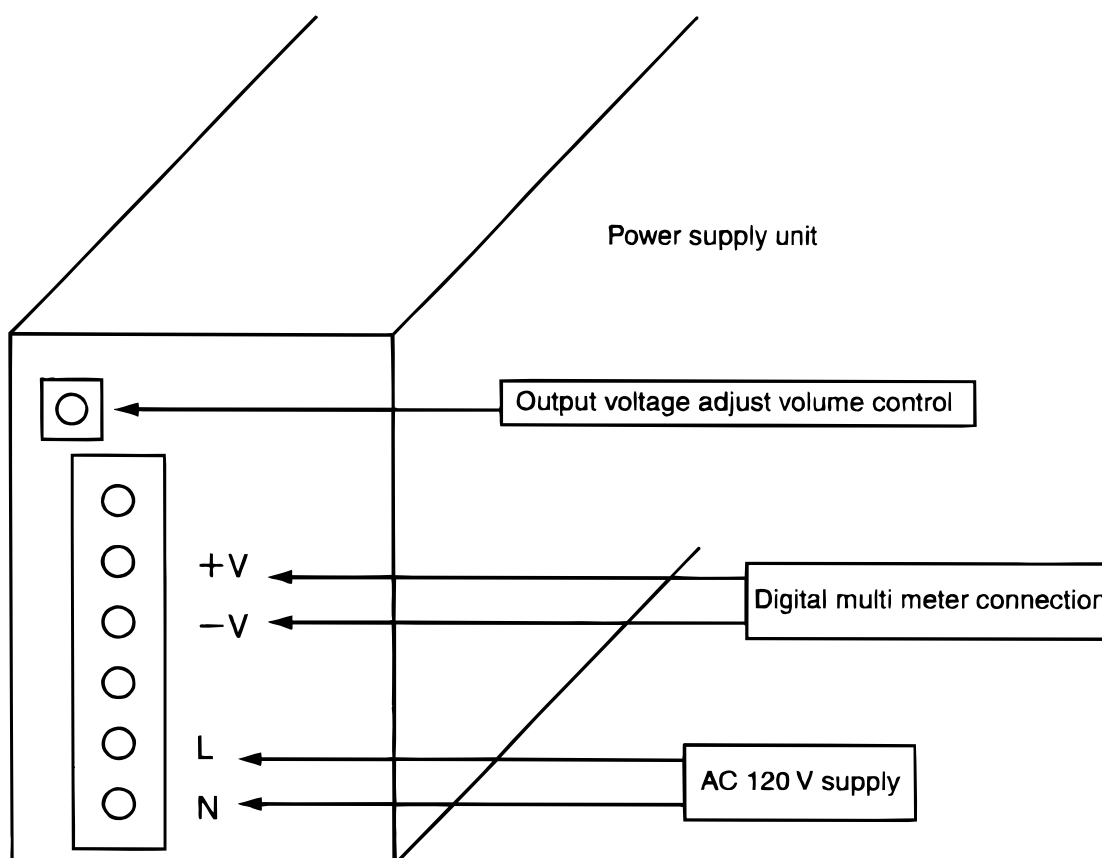 Power supply unit
Output voltage adjust volume control
+V
−V
Digital multi meter connection
L
N
AC 120 V supply